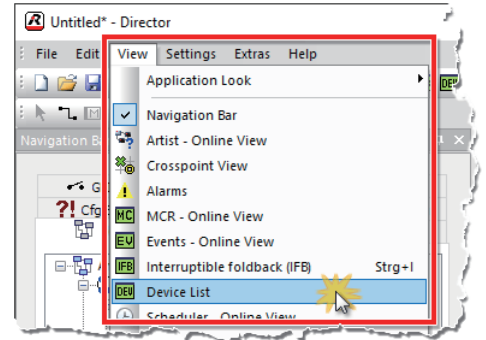 R Untitled* - Director
File Edit View Settings Extras Help
Application Look
DEV
Navigation Bar
Navigation B
Artist - Online View
Crosspoint View
G
Alarms
?! Cfg
MC MCR - Online View
EV Events - Online View
A
IFB Interruptible foldback (IFB) Strg+I
DEV Device List
Scheduler - Online View